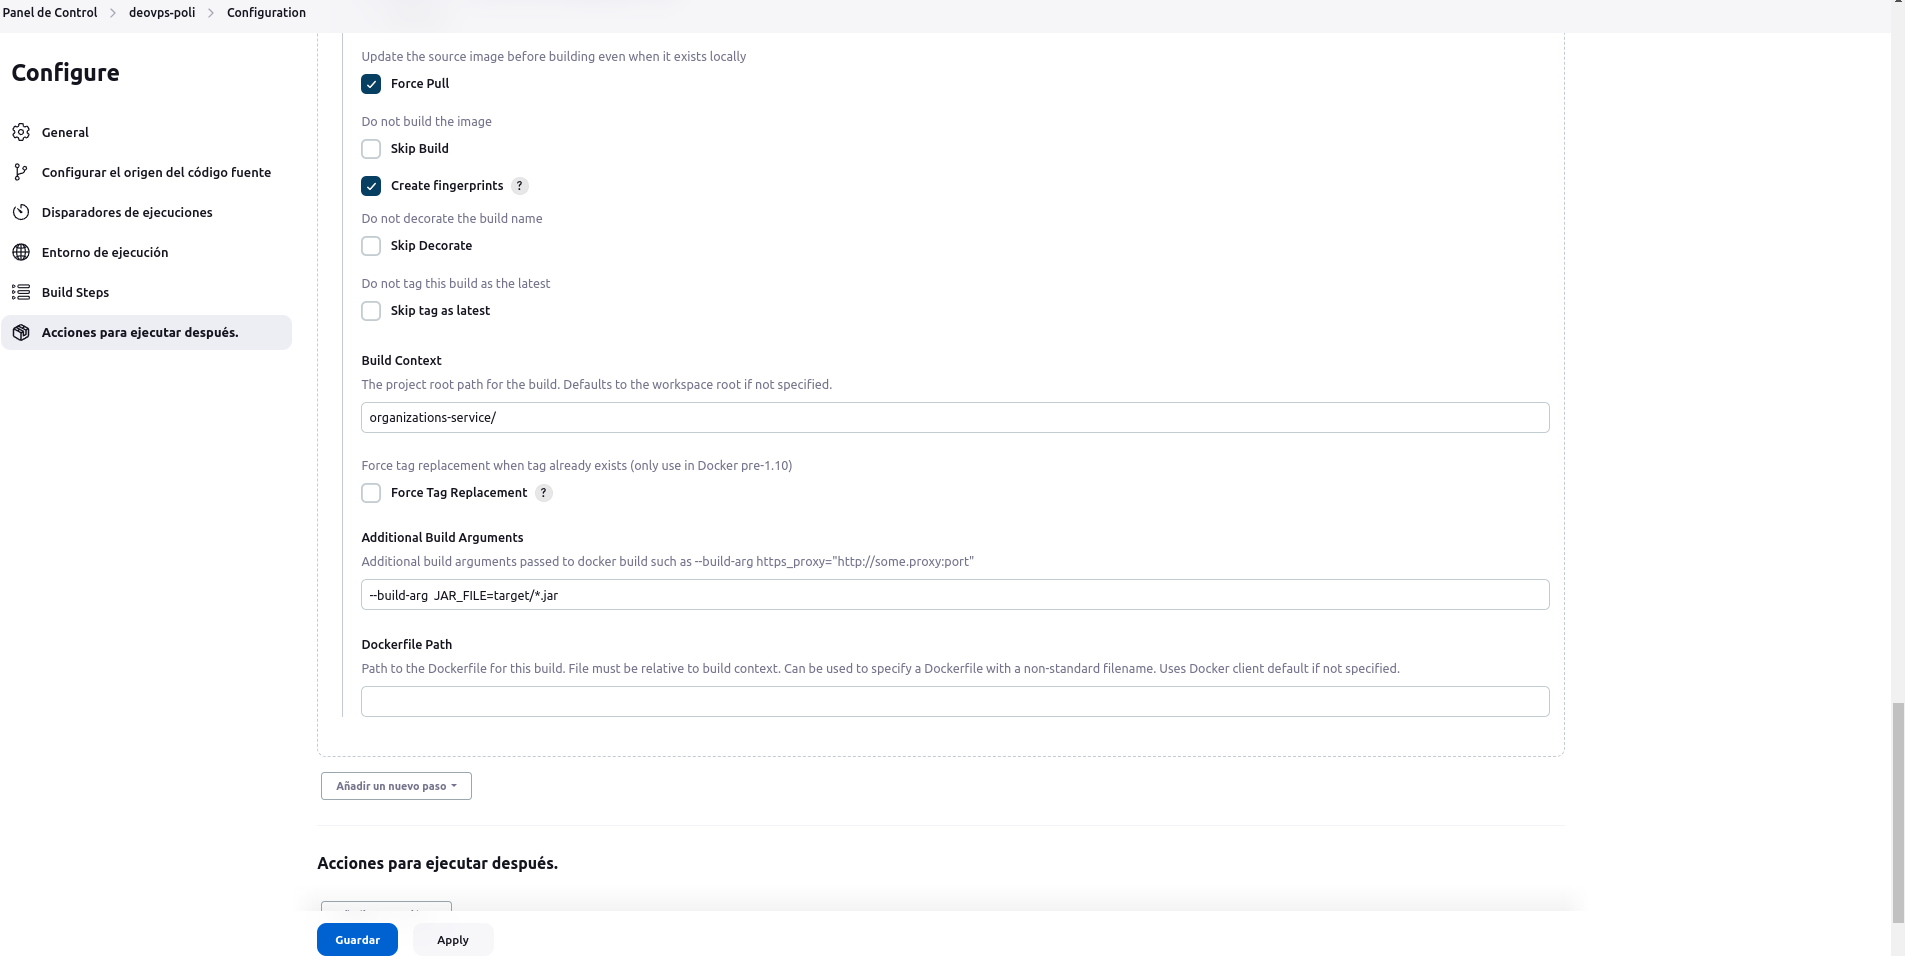 Panel de Control > deovps-poli > Configuration
Configure
General
Configurar el origen del código fuente
Disparadores de ejecuciones
Entorno de ejecución
Build Steps
Acciones para ejecutar después.
Update the source image before building even when it exists locally
Force Pull
Do not build the image
Skip Build
Create fingerprints ?
Do not decorate the build name
Skip Decorate
Do not tag this build as the latest
Skip tag as latest
Build Context
The project root path for the build. Defaults to the workspace root if not specified.
organizations-service/
Force tag replacement when tag already exists (only use in Docker pre-1.10)
Force Tag Replacement ?
Additional Build Arguments
Additional build arguments passed to docker build such as --build-arg https_proxy="http://some.proxy:port"
--build-arg  JAR_FILE=target/*.jar
Dockerfile Path
Path to the Dockerfile for this build. File must be relative to build context. Can be used to specify a Dockerfile with a non-standard filename. Uses Docker client default if not specified.
Añadir un nuevo paso
Acciones para ejecutar después.
Guardar
Apply